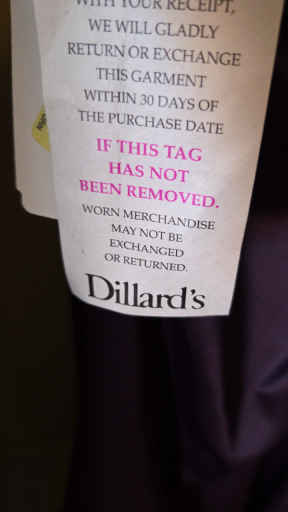 WITH YOUR RECEIPT,
WE WILL GLADLY
RETURN OR EXCHANGE
THIS GARMENT
WITHIN 30 DAYS OF
THE PURCHASE DATE
IF THIS TAG
HAS NOT
BEEN REMOVED.
WORN MERCHANDISE
MAY NOT BE
EXCHANGED
OR RETURNED.
Dillard's